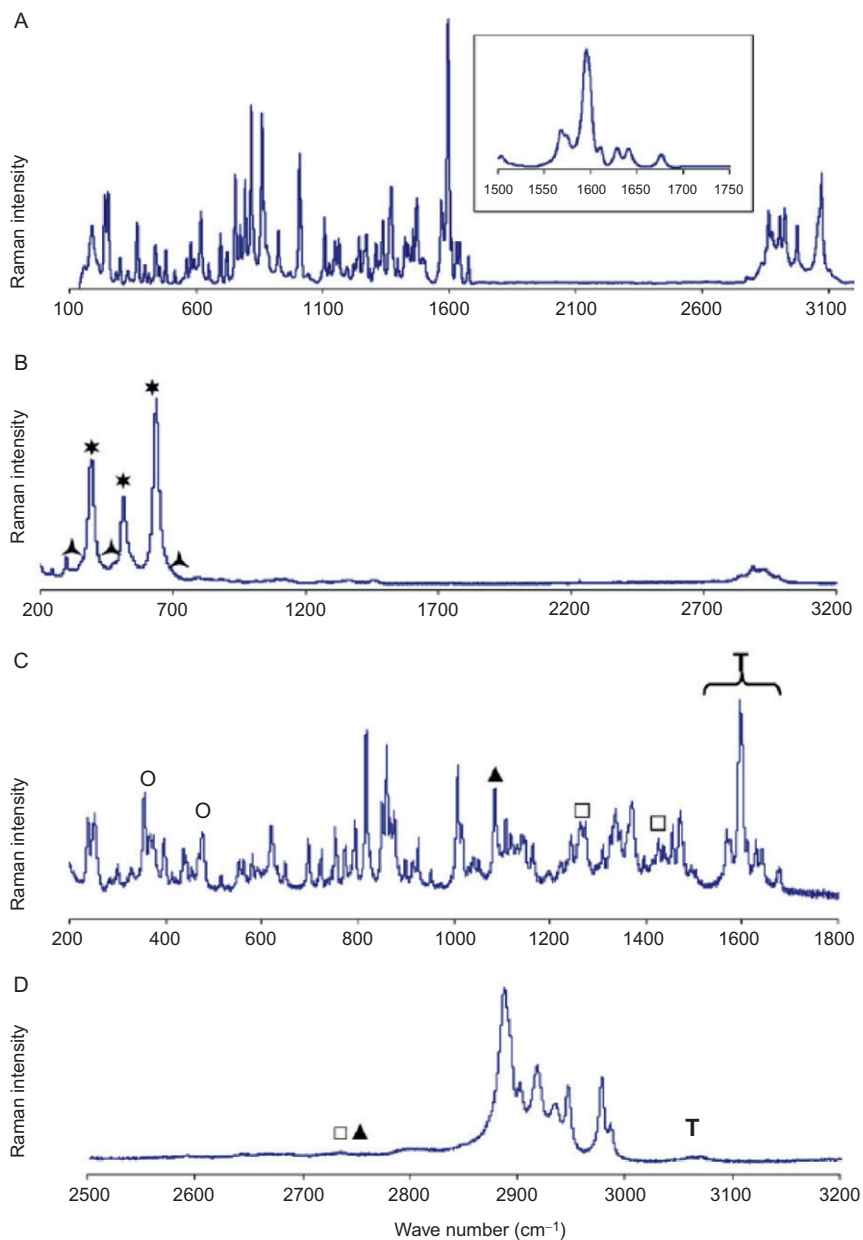 A
Raman intensity
1500 1550 1600 1650 1700 1750
100 600 1100 1600 2100 2600 3100
B
Raman intensity
200 700 1200 1700 2200 2700 3200
C
T
Raman intensity
200 400 600 800 1000 1200 1400 1600 1800
D
Raman intensity
T
2500 2600 2700 2800 2900 3000 3100 3200
Wave number (cm⁻¹)